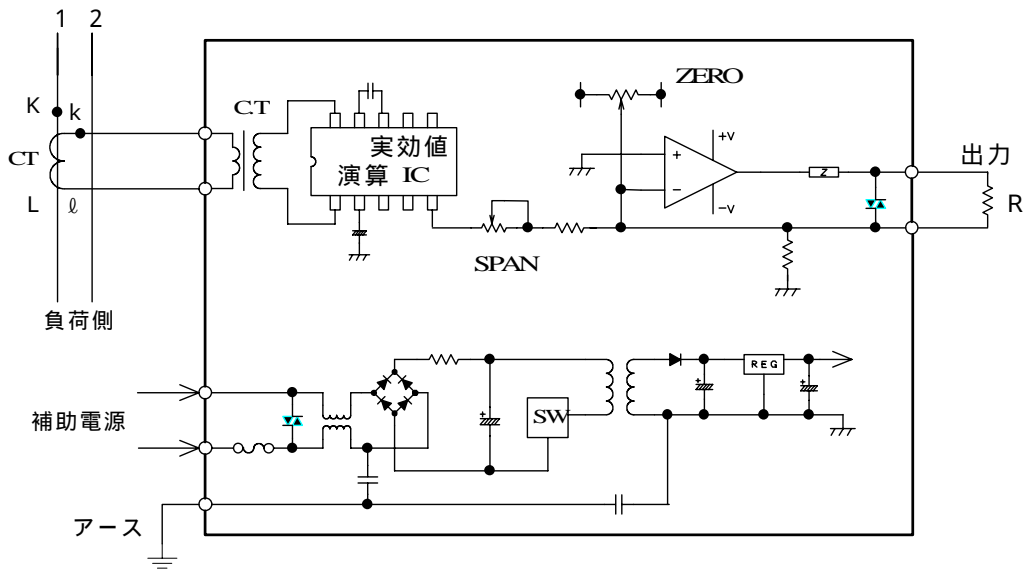 1 2
K k
CT
L ℓ
負荷側
C.T
実効値
演算 IC
SPAN
ZERO
+
−
+V
−V
Z
出力
R
補助電源
アース
+
SW
+
REG
+